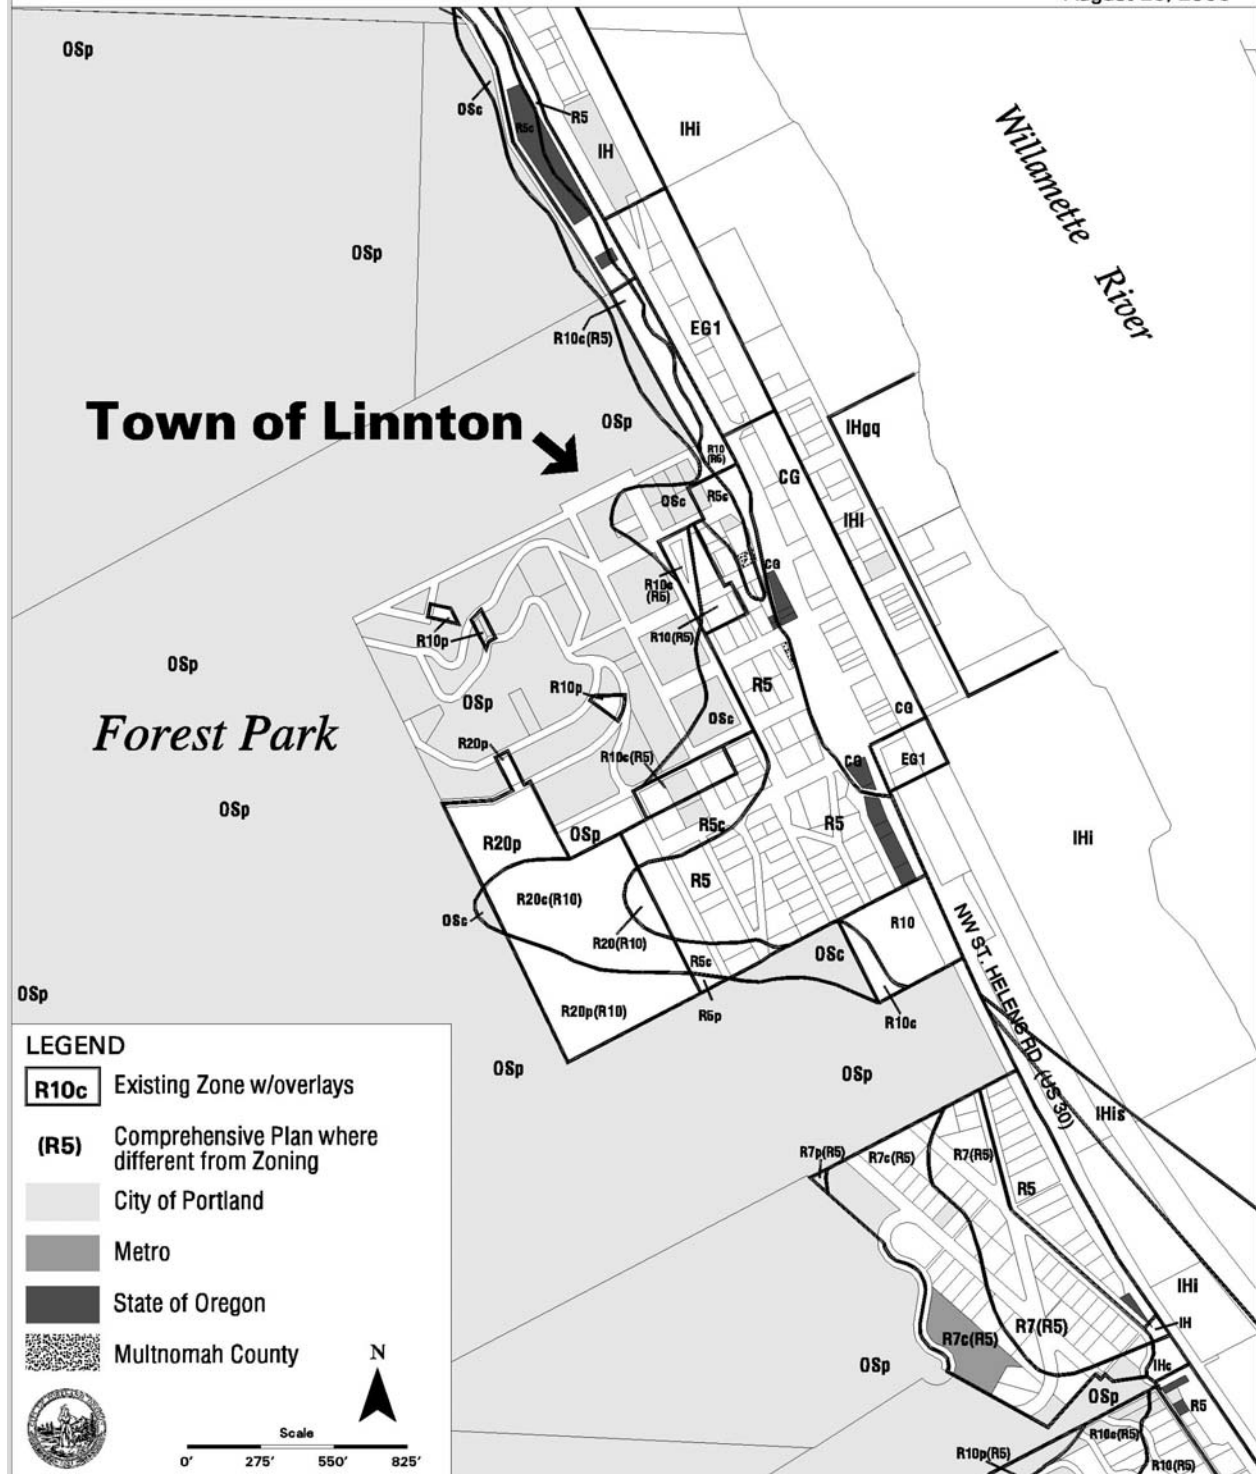 OSp
OSc
R5c
R5
IH
IHi
Willamette River
OSp
R10c(R5)
EG1
Town of Linnton
OSp
R10
(R5)
IHgq
CG
OSc
R5c
IHI
CG
R10c
(R5)
R10(R5)
R10p
OSp
Forest Park
OSp
R10p
R5
OSc
CG
R20p
R10c(R5)
CG
EG1
OSp
R20p
OSp
R5c
R5
IHi
R20c(R10)
R5
OSc
R20(R10)
R10
NW ST. HELENS RD. (US 30)
OSc
R5c
OSp
R20p(R10)
R5p
R10c
OSp
OSp
IHis
R7p(R5)
R7c(R5)
R7(R5)
R5
IHi
IH
R7c(R5)
R7(R5)
OSp
IHc
OSp
R5
R10c(R5)
R10p(R5)
R10(R5)
LEGEND
R10c Existing Zone w/overlays
(R5) Comprehensive Plan where
different from Zoning
City of Portland
Metro
State of Oregon
Multnomah County
N
Scale
0' 275' 550' 825'